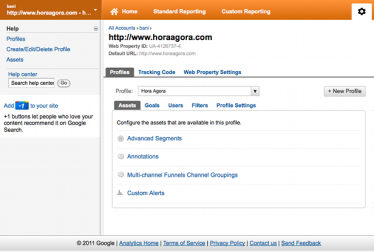 bani
http://www.horaagora.com - h...
Home
Standard Reporting
Custom Reporting
Help
Profiles
Create/Edit/Delete Profile
Assets
Help center
Search help center
Go
Add +1 to your site
+1 buttons let people who love your
content recommend it on Google
Search.
All Accounts › bani ›
http://www.horaagora.com
Web Property ID: UA-4126737-4
Default URL: http://www.horaagora.com
Profiles
Tracking Code
Web Property Settings
Profile:
Hora Agora
+ New Profile
Assets
Goals
Users
Filters
Profile Settings
Configure the assets that are available in this profile.
Advanced Segments
Annotations
Multi-channel Funnels Channel Groupings
Custom Alerts
© 2011 Google | Analytics Home | Terms of Service | Privacy Policy | Contact us | Send Feedback